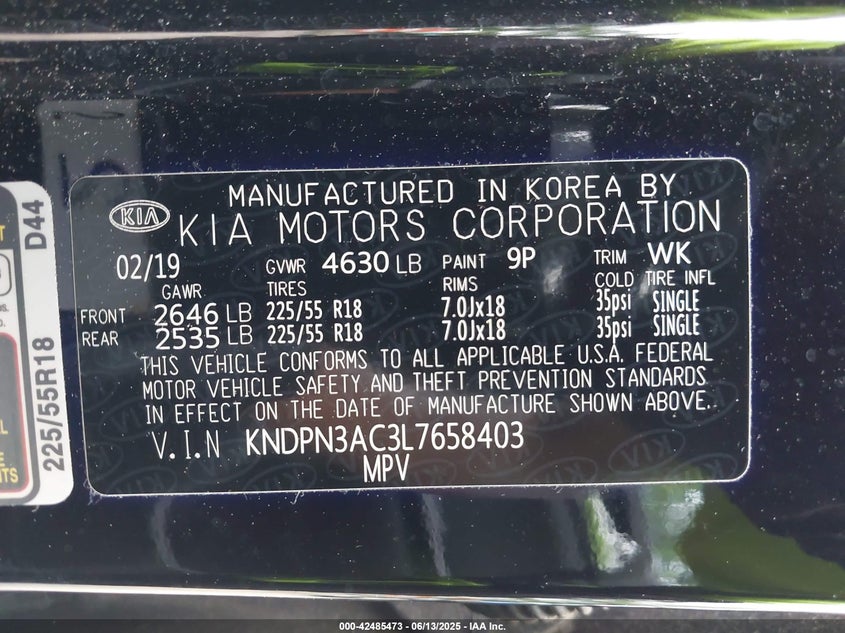 MANUFACTURED IN KOREA BY
KIA KIA MOTORS CORPORATION
02/19 GVWR 4630 LB PAINT 9P TRIM WK
GAWR TIRES RIMS COLD TIRE INFL
FRONT 2646 LB 225/55 R18 7.0Jx18 35psi SINGLE
REAR 2535 LB 225/55 R18 7.0Jx18 35psi SINGLE
THIS VEHICLE CONFORMS TO ALL APPLICABLE U.S.A. FEDERAL
MOTOR VEHICLE SAFETY AND THEFT PREVENTION STANDARDS
IN EFFECT ON THE DATE OF MANUFACTURE SHOWN ABOVE.
V.I.N KNDPN3AC3L7658403
MPV
225/55R18 D44
000-42485473 - 06/13/2025 - IAA Inc.